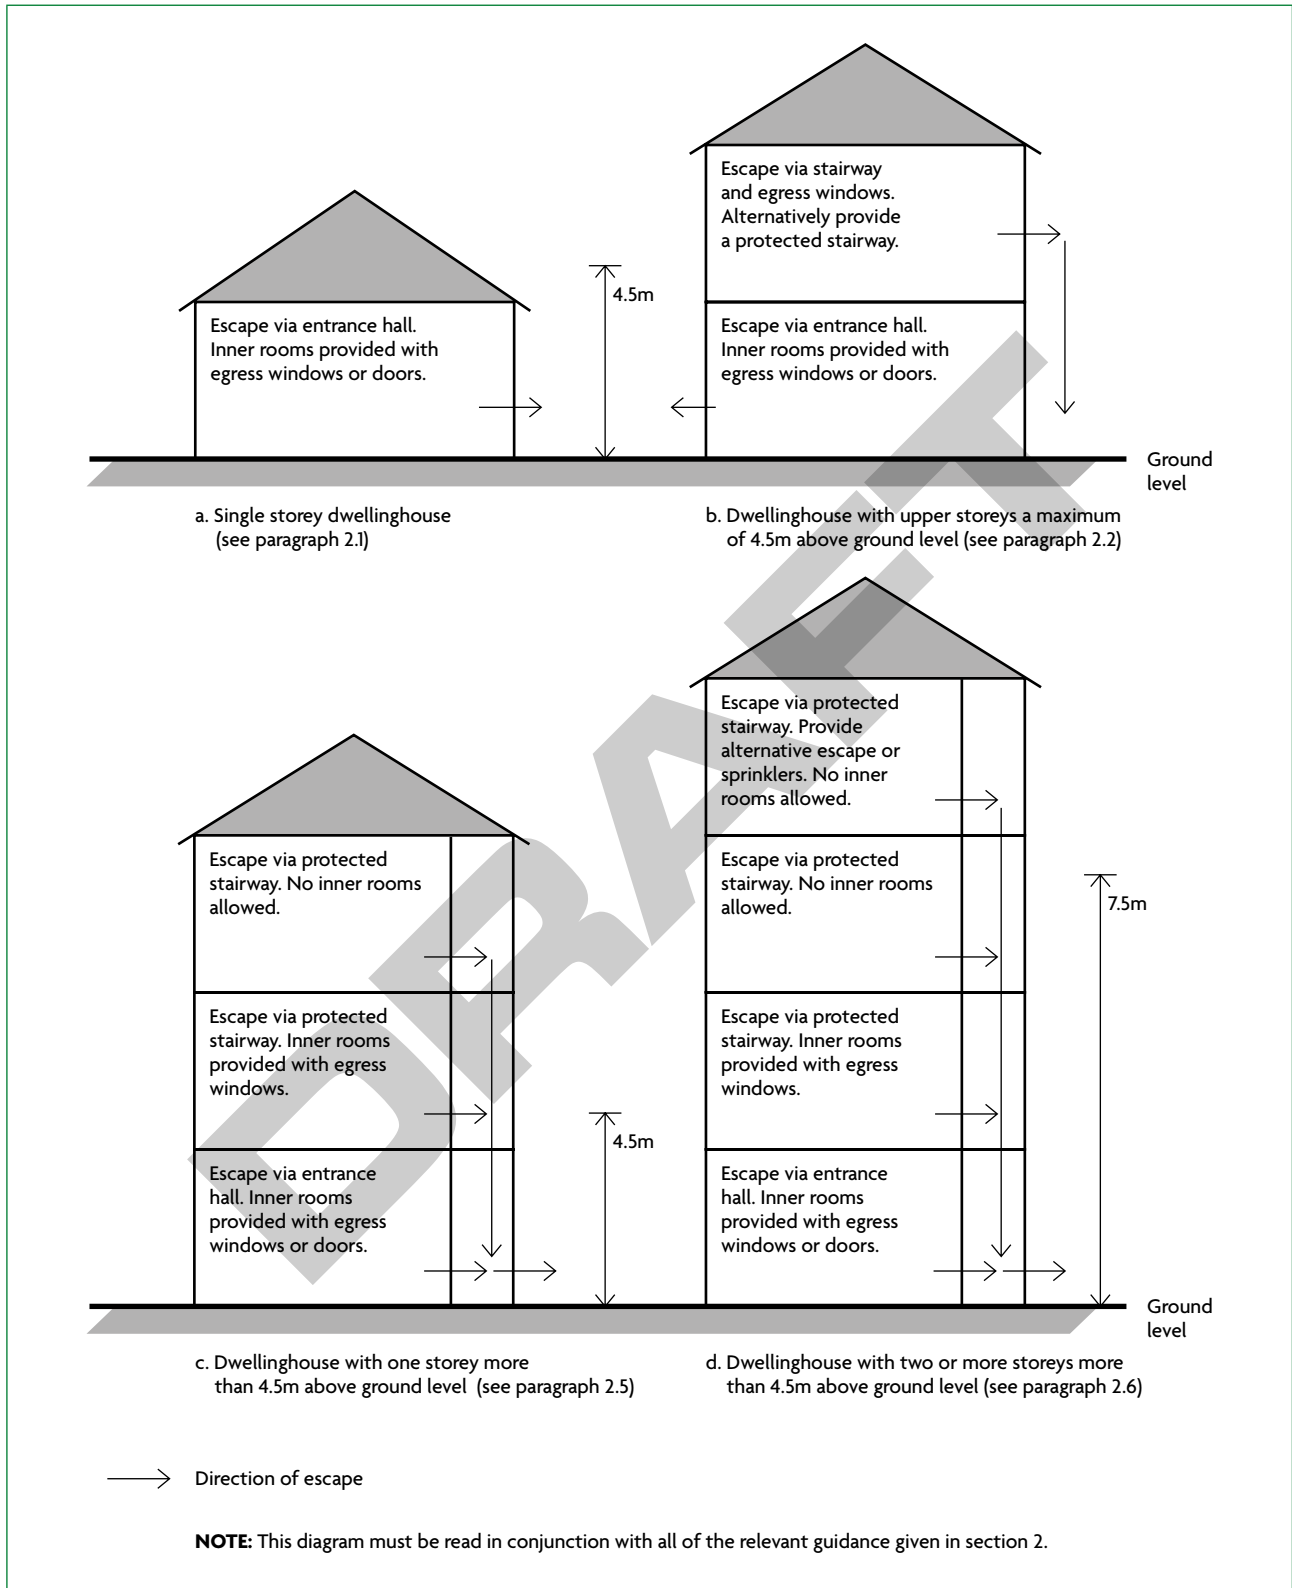 Escape via stairway
and egress windows.
Alternatively provide
a protected stairway.
4.5m
Escape via entrance hall.
Inner rooms provided with
egress windows or doors.
Escape via entrance hall.
Inner rooms provided with
egress windows or doors.
Ground
level
a. Single storey dwellinghouse
(see paragraph 2.1)
b. Dwellinghouse with upper storeys a maximum
of 4.5m above ground level (see paragraph 2.2)
DRAFT
Escape via protected
stairway. No inner rooms
allowed.
Escape via protected
stairway. Inner rooms
provided with egress
windows.
4.5m
Escape via entrance
hall. Inner rooms
provided with egress
windows or doors.
Escape via protected
stairway. Provide
alternative escape or
sprinklers. No inner
rooms allowed.
Escape via protected
stairway. No inner rooms
allowed.
7.5m
Escape via protected
stairway. Inner rooms
provided with egress
windows.
Escape via entrance
hall. Inner rooms
provided with egress
windows or doors.
Ground
level
c. Dwellinghouse with one storey more
than 4.5m above ground level (see paragraph 2.5)
d. Dwellinghouse with two or more storeys more
than 4.5m above ground level (see paragraph 2.6)
Direction of escape
NOTE: This diagram must be read in conjunction with all of the relevant guidance given in section 2.